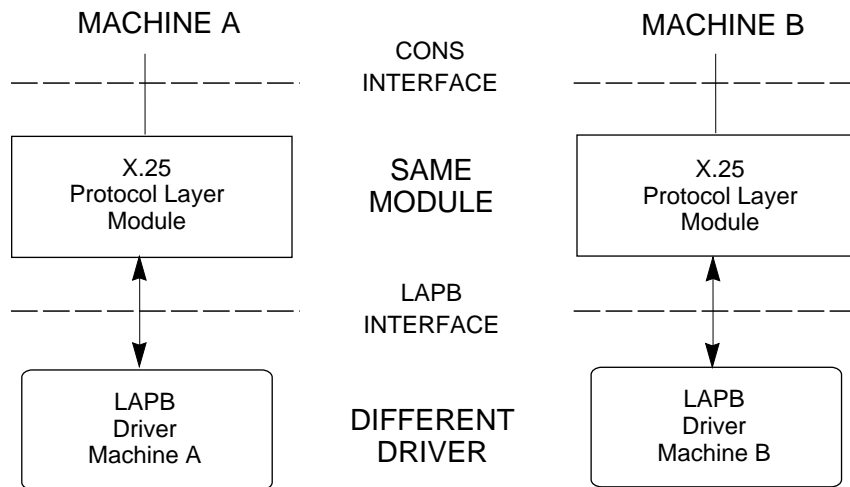 MACHINE A
MACHINE B
CONS
INTERFACE
X.25
Protocol Layer
Module
SAME
MODULE
X.25
Protocol Layer
Module
LAPB
INTERFACE
LAPB
Driver
Machine A
DIFFERENT
DRIVER
LAPB
Driver
Machine B